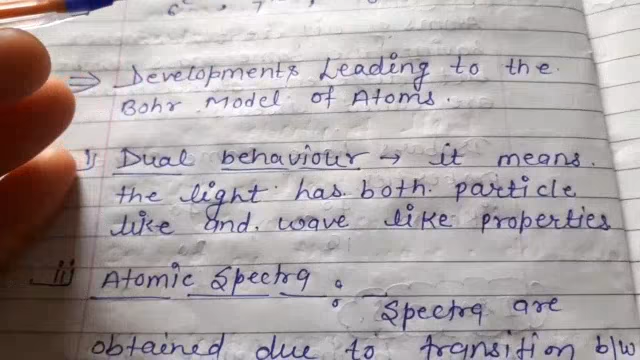 ⇒ Developments Leading to the
Bohr Model of Atoms.
i) Dual behaviour → it means.
the light has both particle
like and wave like properties
ii) Atomic Spectra :
Spectra are
obtained due to transition b/w